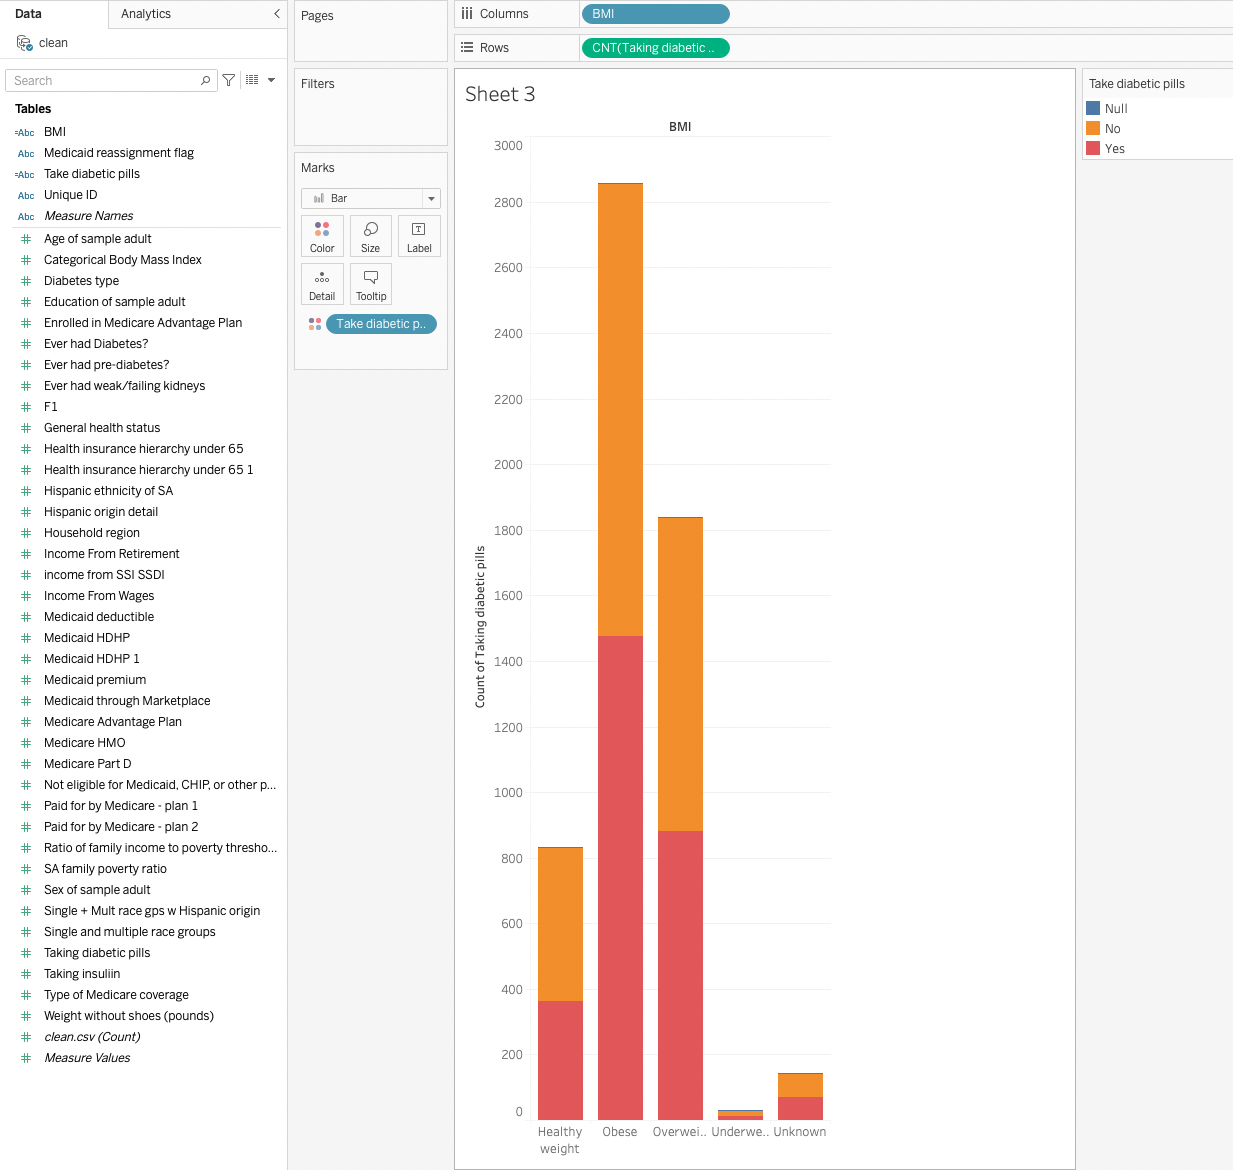 Data
Analytics
clean
Search
Tables
=Abc BMI
Abc Medicaid reassignment flag
=Abc Take diabetic pills
Abc Unique ID
Abc Measure Names
Age of sample adult
Categorical Body Mass Index
Diabetes type
Education of sample adult
Enrolled in Medicare Advantage Plan
Ever had Diabetes?
Ever had pre-diabetes?
Ever had weak/failing kidneys
F1
General health status
Health insurance hierarchy under 65
Health insurance hierarchy under 65 1
Hispanic ethnicity of SA
Hispanic origin detail
Household region
Income From Retirement
income from SSI SSDI
Income From Wages
Medicaid deductible
Medicaid HDHP
Medicaid HDHP 1
Medicaid premium
Medicaid through Marketplace
Medicare Advantage Plan
Medicare HMO
Medicare Part D
Not eligible for Medicaid, CHIP, or other p...
Paid for by Medicare - plan 1
Paid for by Medicare - plan 2
Ratio of family income to poverty thresho...
SA family poverty ratio
Sex of sample adult
Single + Mult race gps w Hispanic origin
Single and multiple race groups
Taking diabetic pills
Taking insuliin
Type of Medicare coverage
Weight without shoes (pounds)
clean.csv (Count)
Measure Values
Pages
Filters
Marks
Bar
Color
Size
T
Label
Detail
Tooltip
Take diabetic p..
Columns
BMI
Rows
CNT(Taking diabetic ..
Sheet 3
BMI
3000
2800
2600
2400
2200
2000
1800
1600
1400
1200
1000
800
600
400
200
0
Count of Taking diabetic pills
Healthy weight
Obese
Overwei..
Underwe..
Unknown
Take diabetic pills
Null
No
Yes